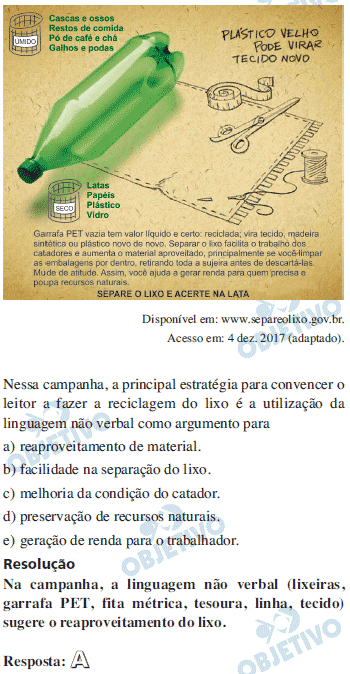 Cascas e ossos
Restos de comida
Pó de café e chá
Galhos e podas
ÚMIDO
PLÁSTICO VELHO
PODE VIRAR
TECIDO NOVO
Latas
Papéis
Plástico
Vidro
SECO
Garrafa PET vazia tem valor líquido e certo: reciclada; vira tecido, madeira
sintética ou plástico novo de novo. Separar o lixo facilita o trabalho dos
catadores e aumenta o material aproveitado, principalmente se você limpar
as embalagens por dentro, retirando toda a sujeira antes de descartá-las.
Mude de atitude. Assim, você ajuda a gerar renda para quem precisa e
poupa recursos naturais.
SEPARE O LIXO E ACERTE NA LATA
Disponível em: www.separeolixo.gov.br.
Acesso em: 4 dez. 2017 (adaptado).
Nessa campanha, a principal estratégia para convencer o
leitor a fazer a reciclagem do lixo é a utilização da
linguagem não verbal como argumento para
a) reaproveitamento de material.
b) facilidade na separação do lixo.
c) melhoria da condição do catador.
d) preservação de recursos naturais.
e) geração de renda para o trabalhador.
Resolução
Na campanha, a linguagem não verbal (lixeiras,
garrafa PET, fita métrica, tesoura, linha, tecido)
sugere o reaproveitamento do lixo.
Resposta: A
OBJETIVO
OBJETIVO
OBJETIVO
OBJETIVO
OBJETIVO
OBJETIVO